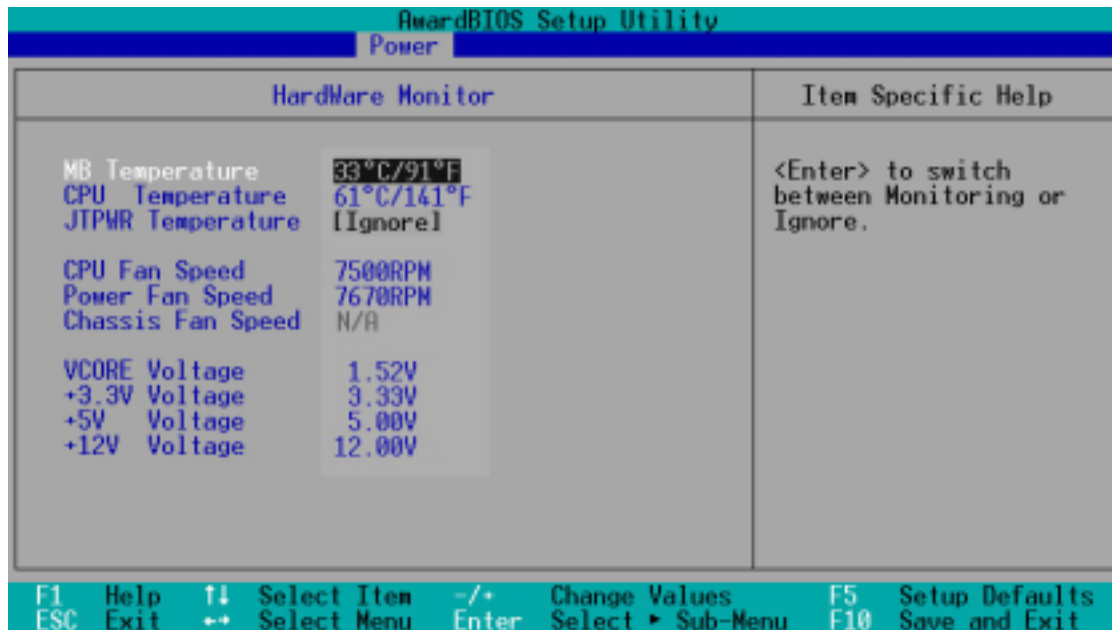 AwardBIOS Setup Utility
Power
HardWare Monitor
Item Specific Help
MB Temperature 33°C/91°F
CPU Temperature 61°C/141°F
JTPWR Temperature [Ignore]
CPU Fan Speed 7500RPM
Power Fan Speed 7670RPM
Chassis Fan Speed N/A
VCORE Voltage 1.52V
+3.3V Voltage 3.33V
+5V Voltage 5.00V
+12V Voltage 12.00V
<Enter> to switch
between Monitoring or
Ignore.
F1 Help ↑↓ Select Item -/+ Change Values F5 Setup Defaults
ESC Exit ←→ Select Menu Enter Select ► Sub-Menu F10 Save and Exit